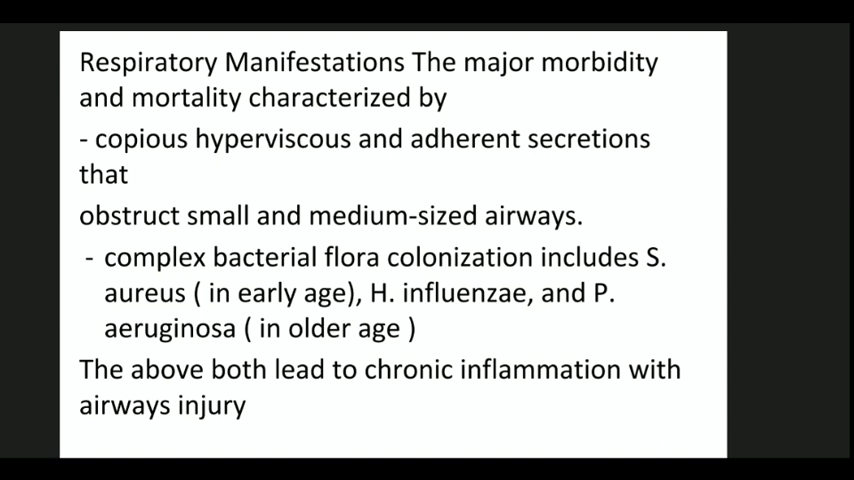 Respiratory Manifestations The major morbidity
and mortality characterized by
- copious hyperviscous and adherent secretions
that
obstruct small and medium-sized airways.
- complex bacterial flora colonization includes S.
aureus ( in early age), H. influenzae, and P.
aeruginosa ( in older age )
The above both lead to chronic inflammation with
airways injury